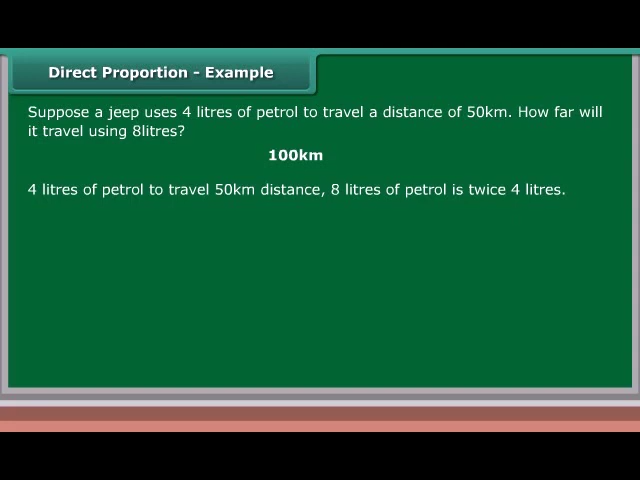 Direct Proportion - Example
Suppose a jeep uses 4 litres of petrol to travel a distance of 50km. How far will
it travel using 8litres?
100km
4 litres of petrol to travel 50km distance, 8 litres of petrol is twice 4 litres.